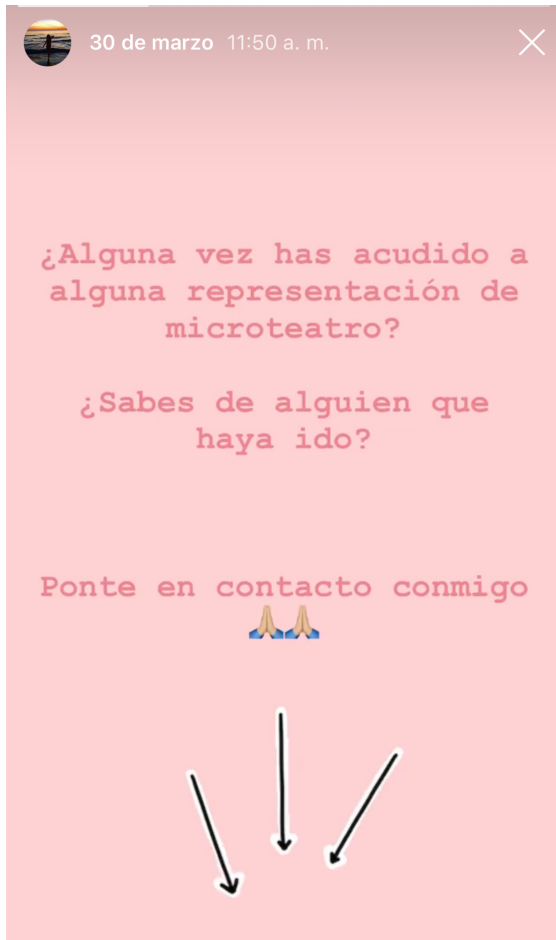 30 de marzo 11:50 a. m.
¿Alguna vez has acudido a
alguna representación de
microteatro?
¿Sabes de alguien que
haya ido?
Ponte en contacto conmigo
🙏🏼🙏🏼